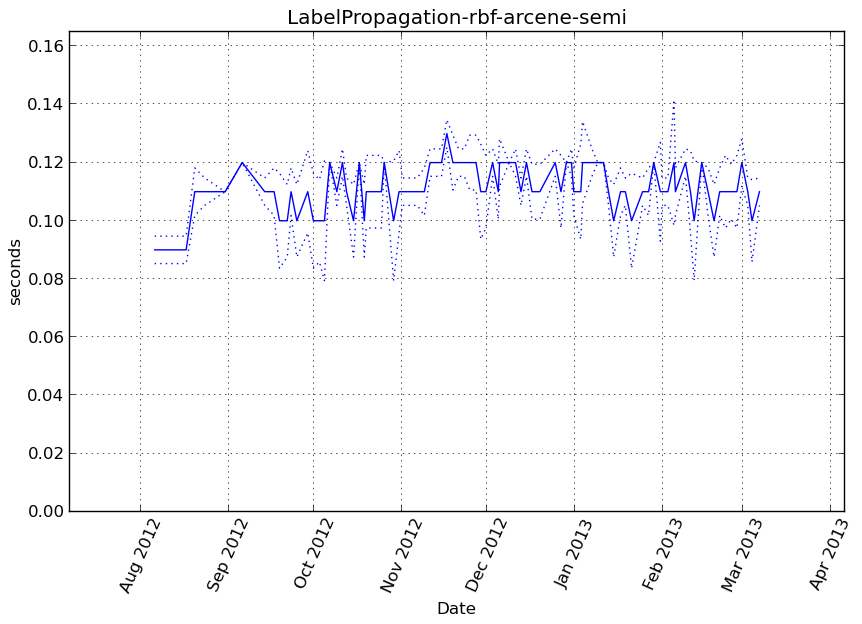 LabelPropagation-rbf-arcene-semi
0.16
0.14
0.12
0.10
0.08
0.06
0.04
0.02
0.00
seconds
Aug 2012
Sep 2012
Oct 2012
Nov 2012
Dec 2012
Jan 2013
Feb 2013
Mar 2013
Apr 2013
Date